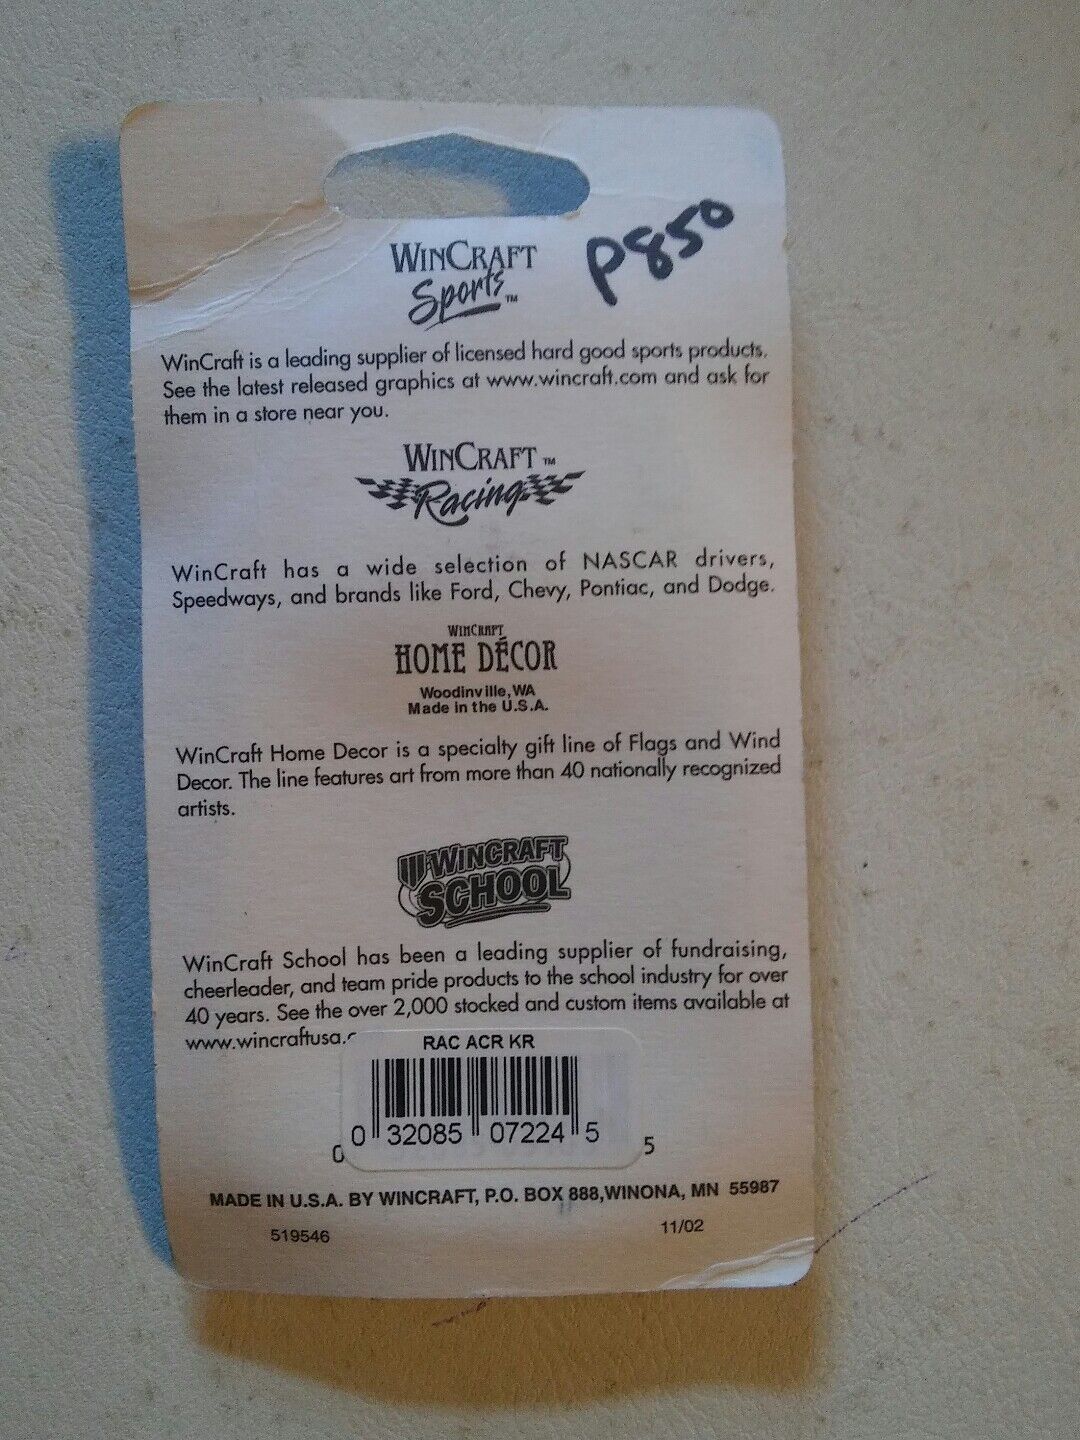 WINCRAFT
Sports™
P850
WinCraft is a leading supplier of licensed hard good sports products.
See the latest released graphics at www.wincraft.com and ask for
them in a store near you.
WINCRAFT™
Racing
WinCraft has a wide selection of NASCAR drivers,
Speedways, and brands like Ford, Chevy, Pontiac, and Dodge.
WINCRAFT
HOME DÉCOR
Woodinville, WA
Made in the U.S.A.
WinCraft Home Decor is a specialty gift line of Flags and Wind
Decor. The line features art from more than 40 nationally recognized
artists.
WINCRAFT
SCHOOL
WinCraft School has been a leading supplier of fundraising,
cheerleader, and team pride products to the school industry for over
40 years. See the over 2,000 stocked and custom items available at
www.wincraftusa.c
RAC ACR KR
0 32085 07224 5
0 5
MADE IN U.S.A. BY WINCRAFT, P.O. BOX 888, WINONA, MN 55987
519546 11/02